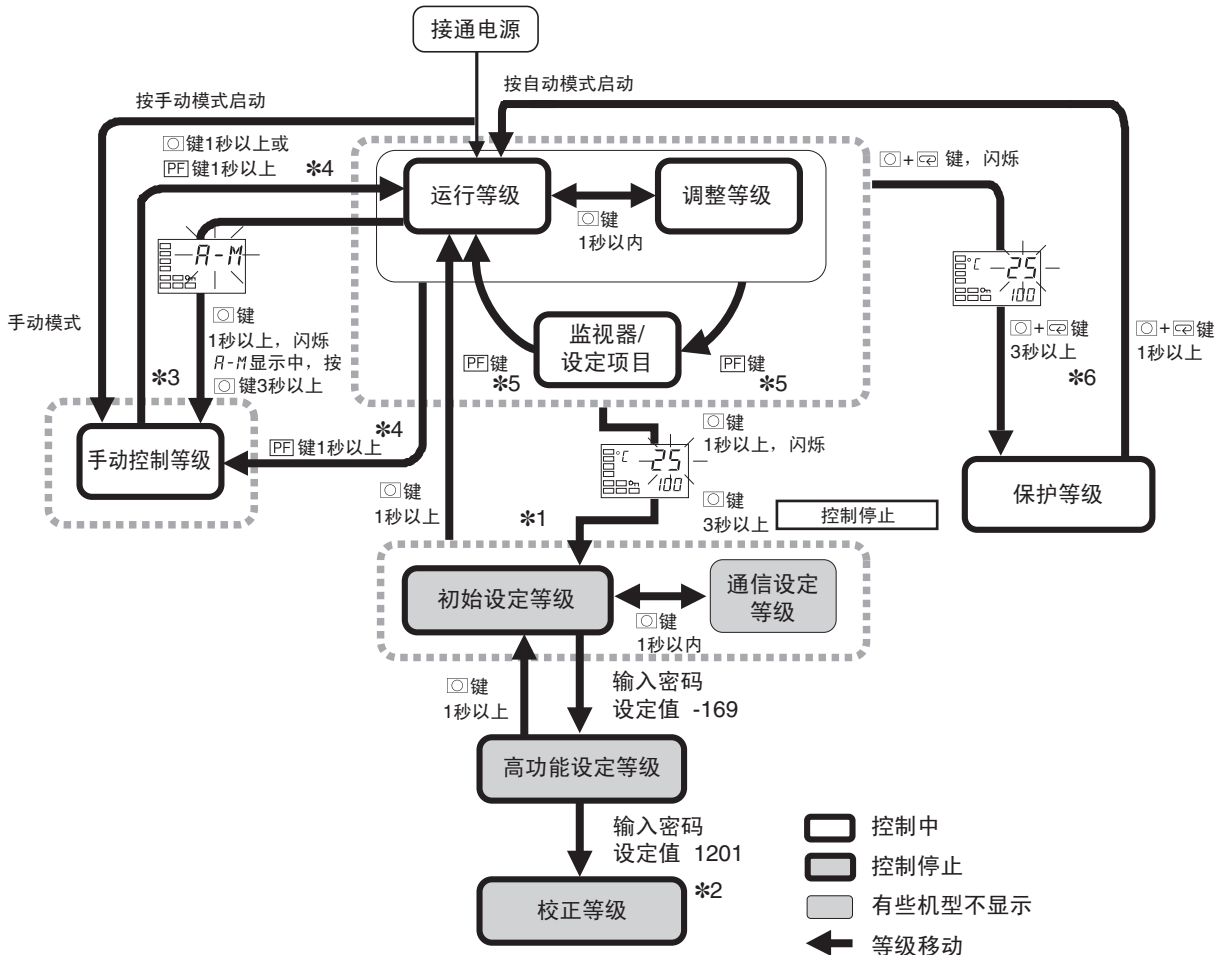 接通电源
按手动模式启动
按自动模式启动
键1秒以上或
PF键1秒以上 *4
运行等级
键
1秒以内
调整等级
+ 键，闪烁
A-M
°C 25
100
手动模式
键
1秒以上，闪烁
A-M显示中，按
键3秒以上
*3
监视器/
设定项目
PF键
*5
PF键
*5
+ 键
3秒以上
*6
+ 键
1秒以上
手动控制等级
PF键1秒以上 *4
键
1秒以上，闪烁
°C 25
100
键
3秒以上
控制停止
保护等级
键
1秒以上
*1
初始设定等级
键
1秒以内
通信设定
等级
键
1秒以上
输入密码
设定值 -169
高功能设定等级
输入密码
设定值 1201
校正等级
*2
控制中
控制停止
有些机型不显示
等级移动